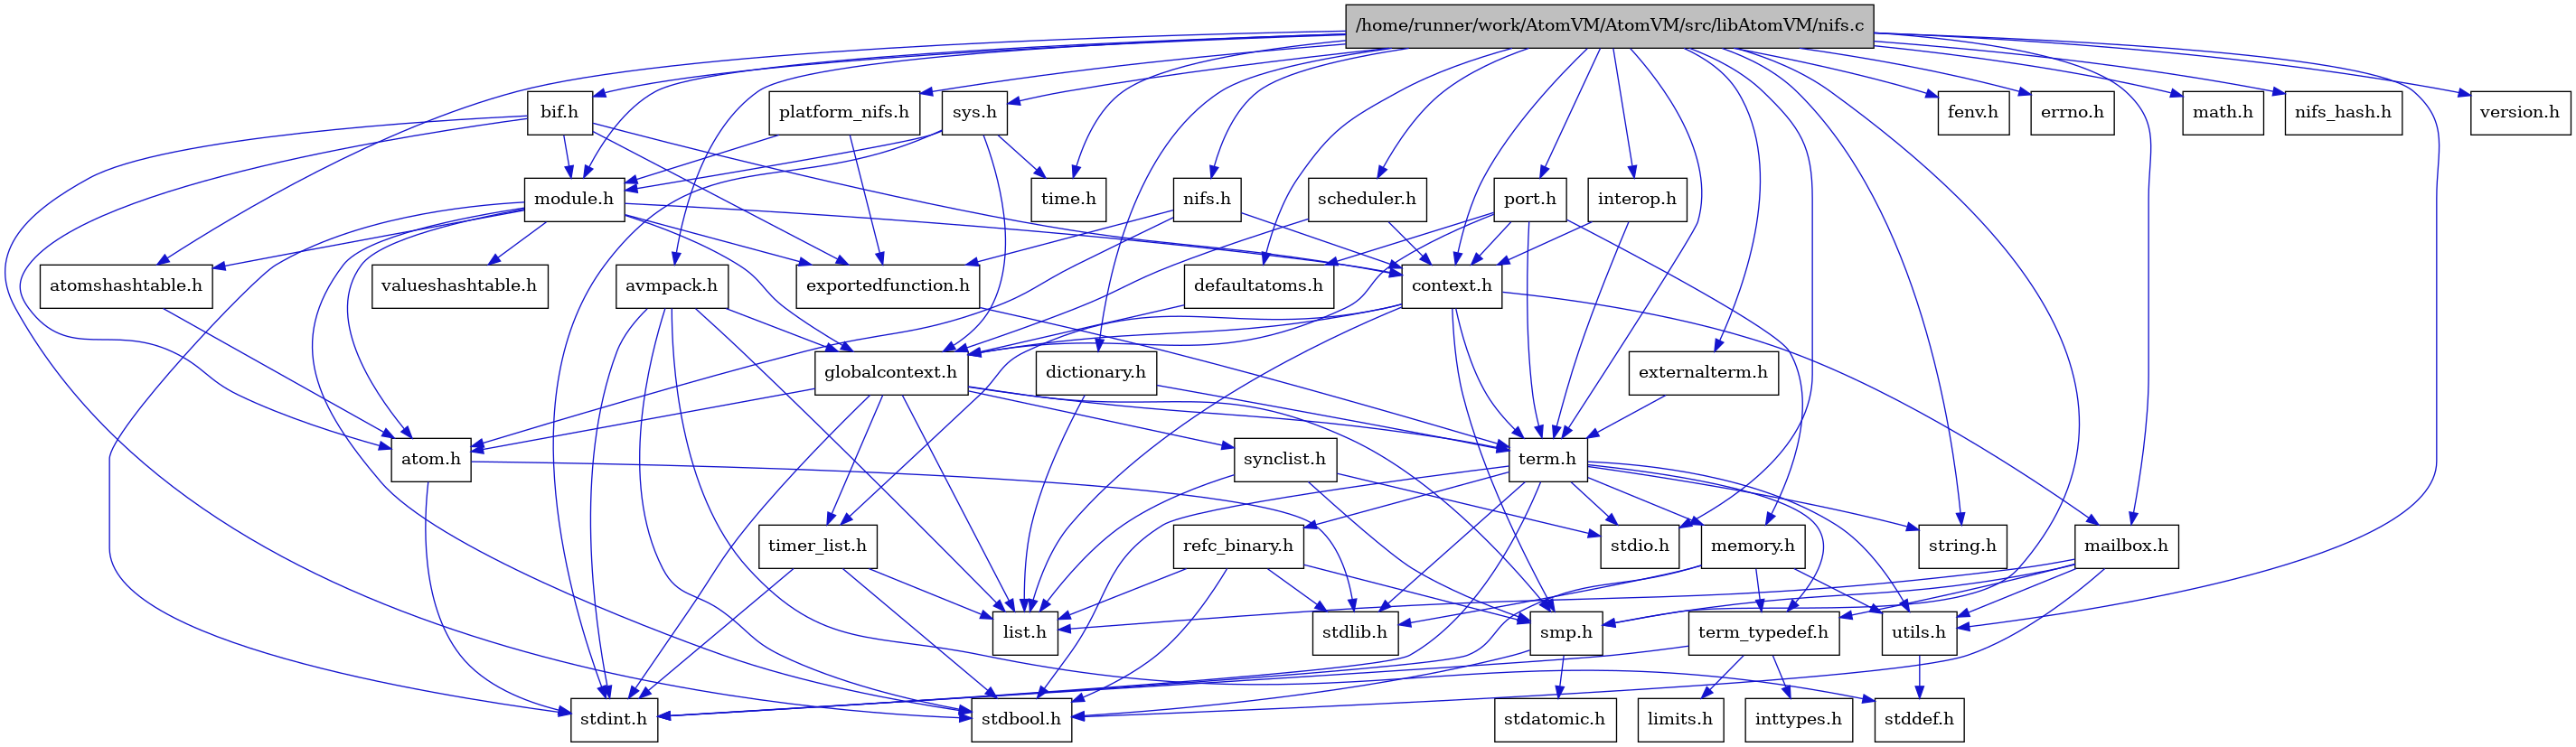 /home/runner/work/AtomVM/AtomVM/src/libAtomVM/nifs.c
bif.h
platform_nifs.h
sys.h
fenv.h
errno.h
math.h
nifs_hash.h
version.h
module.h
time.h
nifs.h
scheduler.h
port.h
interop.h
atomshashtable.h
valueshashtable.h
avmpack.h
exportedfunction.h
defaultatoms.h
context.h
globalcontext.h
dictionary.h
externalterm.h
atom.h
synclist.h
term.h
timer_list.h
refc_binary.h
stdio.h
memory.h
string.h
mailbox.h
list.h
stdlib.h
smp.h
term_typedef.h
utils.h
stdint.h
stdbool.h
stdatomic.h
limits.h
inttypes.h
stddef.h